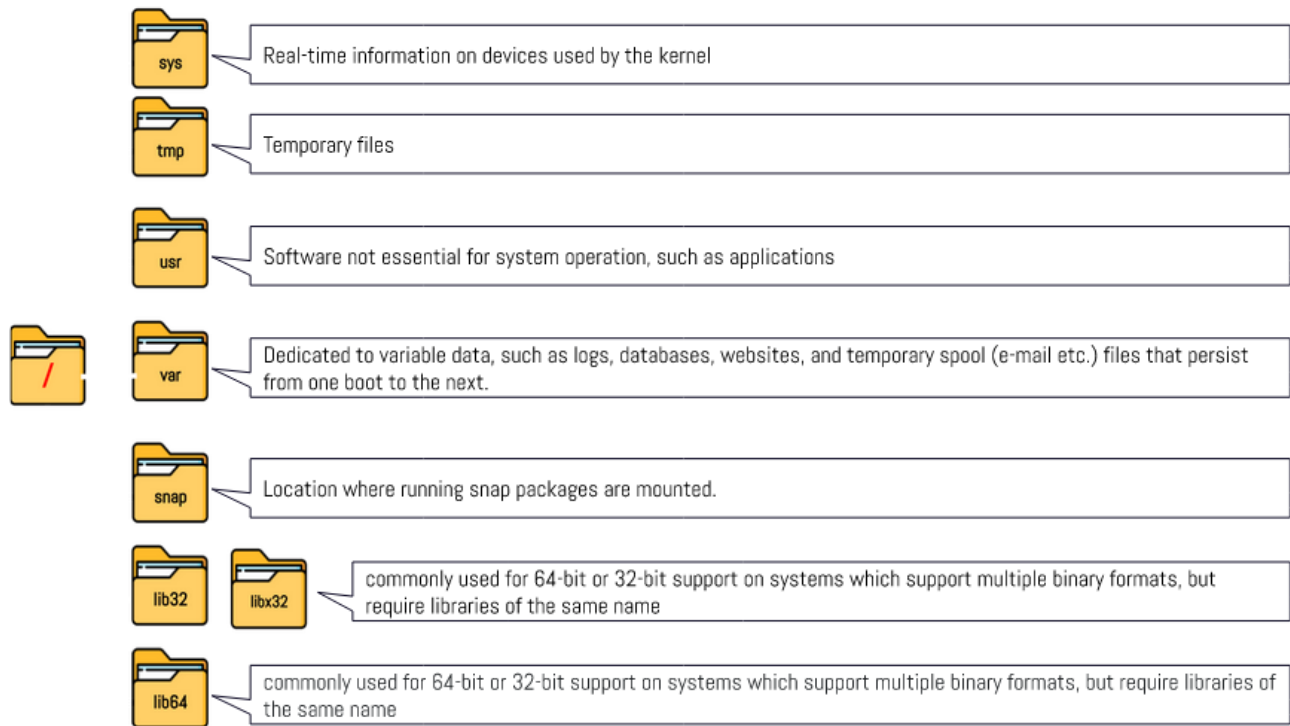 sys
Real-time information on devices used by the kernel
tmp
Temporary files
usr
Software not essential for system operation, such as applications
/
var
Dedicated to variable data, such as logs, databases, websites, and temporary spool (e-mail etc.) files that persist
from one boot to the next.
snap
Location where running snap packages are mounted.
lib32
libx32
commonly used for 64-bit or 32-bit support on systems which support multiple binary formats, but
require libraries of the same name
lib64
commonly used for 64-bit or 32-bit support on systems which support multiple binary formats, but require libraries of
the same name